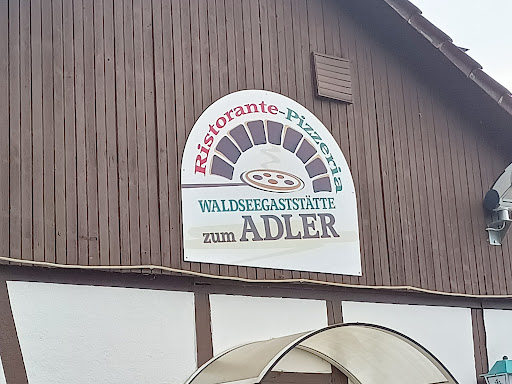 Ristorante-Pizzeria
WALDSEEGASTSTÄTTE
zum ADLER